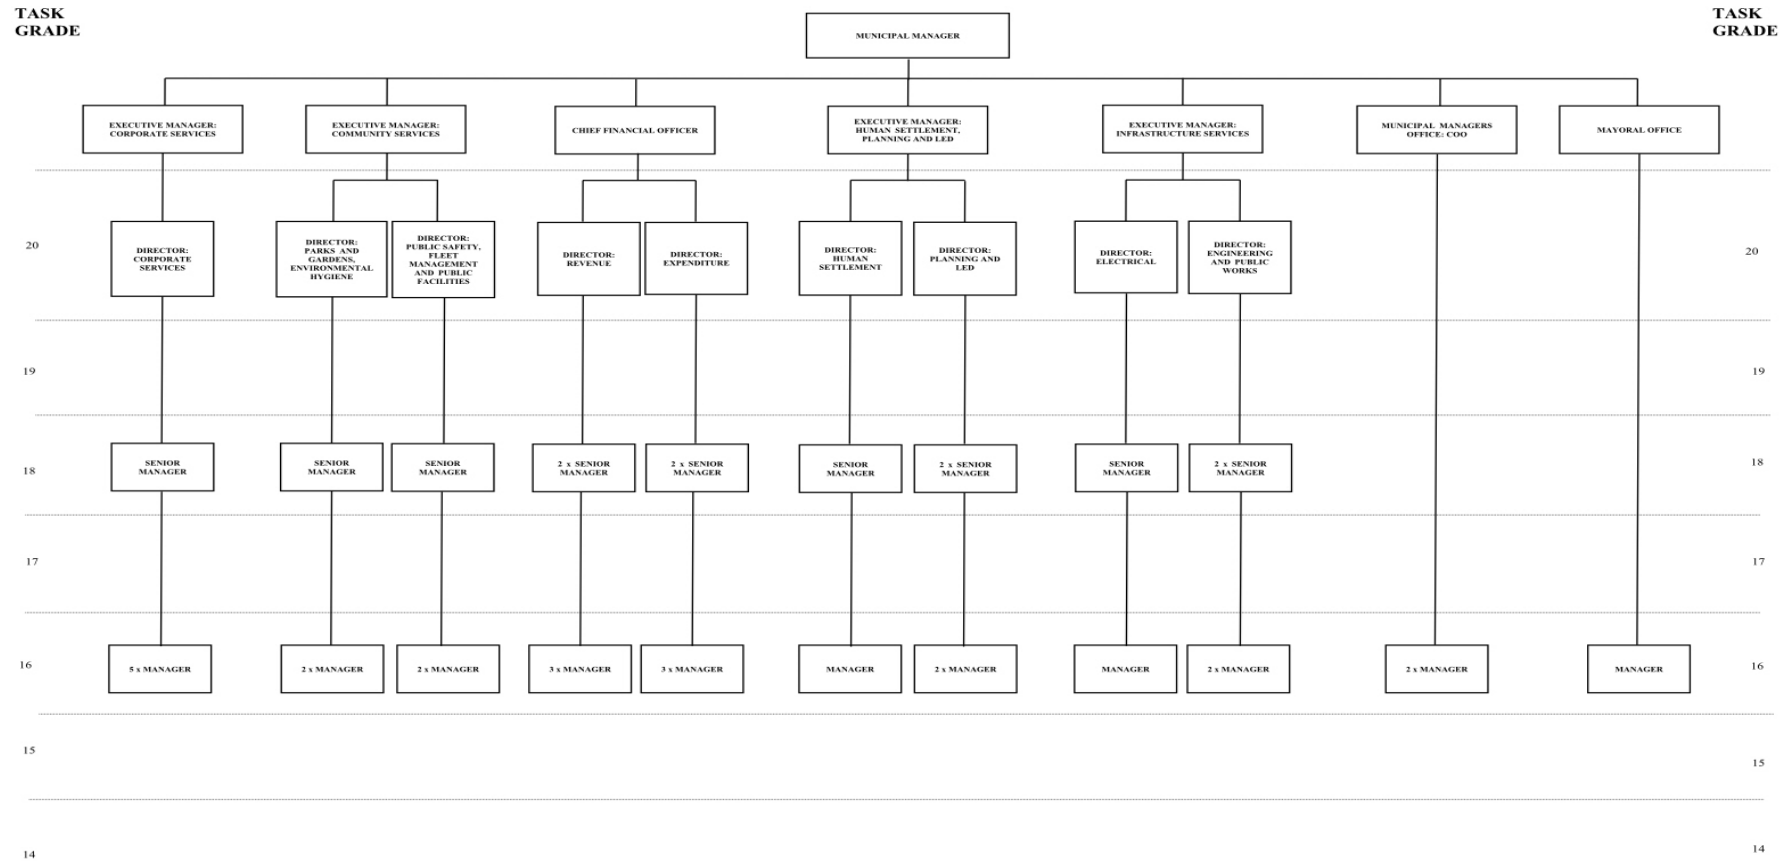 TASK
GRADE
TASK
GRADE
MUNICIPAL MANAGER
EXECUTIVE MANAGER:
CORPORATE SERVICES
EXECUTIVE MANAGER:
COMMUNITY SERVICES
CHIEF FINANCIAL OFFICER
EXECUTIVE MANAGER:
HUMAN SETTLEMENT,
PLANNING AND LED
EXECUTIVE MANAGER:
INFRASTRUCTURE SERVICES
MUNICIPAL MANAGERS
OFFICE: COO
MAYORAL OFFICE
20
DIRECTOR:
CORPORATE
SERVICES
DIRECTOR:
PARKS AND
GARDENS,
ENVIRONMENTAL
HYGIENE
DIRECTOR:
PUBLIC SAFETY,
FLEET
MANAGEMENT
AND PUBLIC
FACILITIES
DIRECTOR:
REVENUE
DIRECTOR:
EXPENDITURE
DIRECTOR:
HUMAN
SETTLEMENT
DIRECTOR:
PLANNING AND
LED
DIRECTOR:
ELECTRICAL
DIRECTOR:
ENGINEERING
AND PUBLIC
WORKS
20
19
19
18
SENIOR
MANAGER
SENIOR
MANAGER
SENIOR
MANAGER
2 x SENIOR
MANAGER
2 x SENIOR
MANAGER
SENIOR
MANAGER
2 x SENIOR
MANAGER
SENIOR
MANAGER
2 x SENIOR
MANAGER
18
17
17
16
5 x MANAGER
2 x MANAGER
2 x MANAGER
3 x MANAGER
3 x MANAGER
MANAGER
2 x MANAGER
MANAGER
2 x MANAGER
2 x MANAGER
MANAGER
16
15
15
14
14